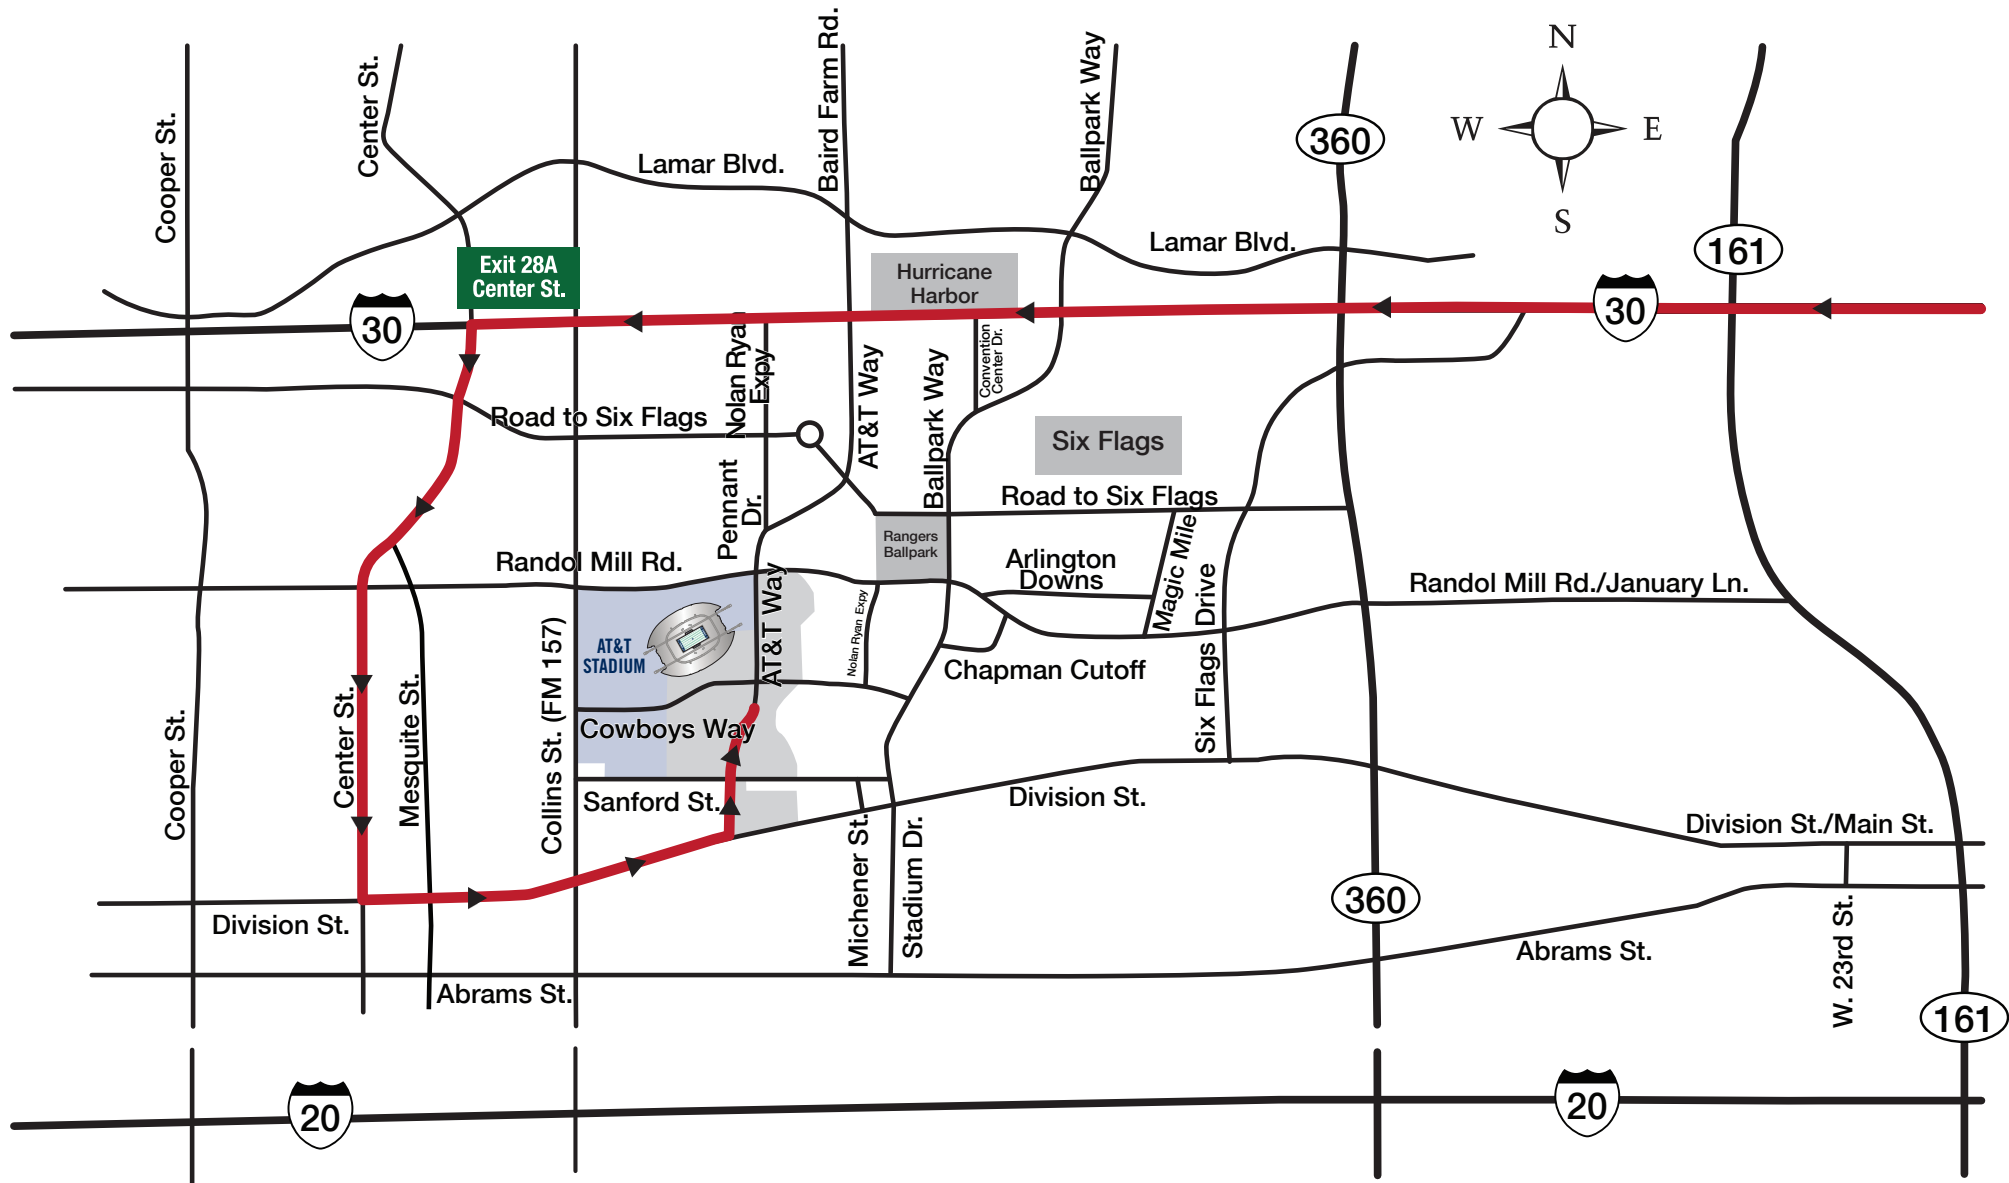 N
W
E
S
Baird Farm Rd.
Ballpark Way
Center St.
Cooper St.
Lamar Blvd.
360
161
Lamar Blvd.
Exit 28A
Center St.
Hurricane
Harbor
30
30
Nolan Ryan
Expy
AT&T Way
Ballpark Way
Convention
Center Dr.
Road to Six Flags
Six Flags
Pennant
Dr.
Road to Six Flags
Rangers
Ballpark
Arlington
Downs
Magic Mile
Randol Mill Rd.
Randol Mill Rd./January Ln.
AT&T Way
Nolan Ryan Expy
AT&T
STADIUM
Chapman Cutoff
Six Flags Drive
Collins St. (FM 157)
Cowboys Way
Cooper St.
Center St.
Mesquite St.
Sanford St.
Division St.
Division St./Main St.
Michener St.
Stadium Dr.
360
Division St.
Abrams St.
W. 23rd St.
Abrams St.
161
20
20